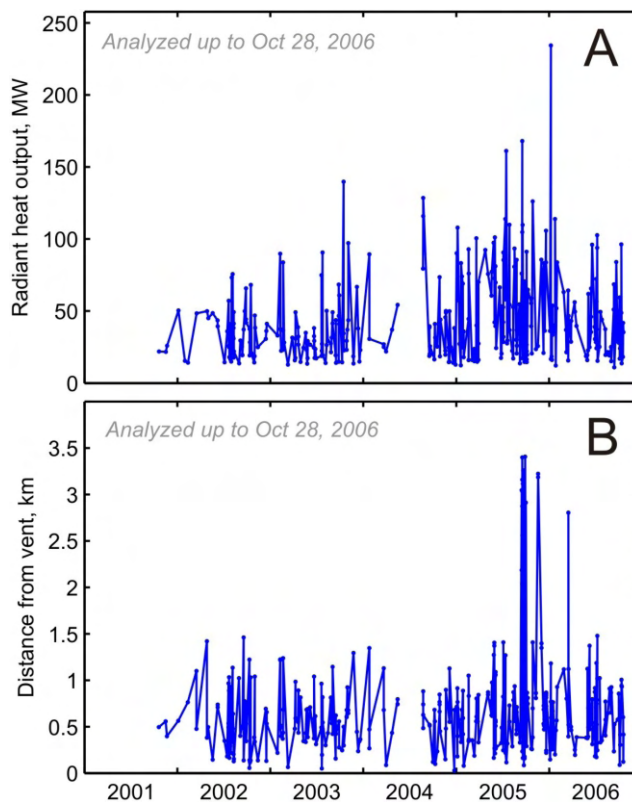 Analyzed up to Oct 28, 2006
A
Radiant heat output, MW
250
200
150
100
50
0
Analyzed up to Oct 28, 2006
B
Distance from vent, km
3.5
3
2.5
2
1.5
1
0.5
0
2001 2002 2003 2004 2005 2006